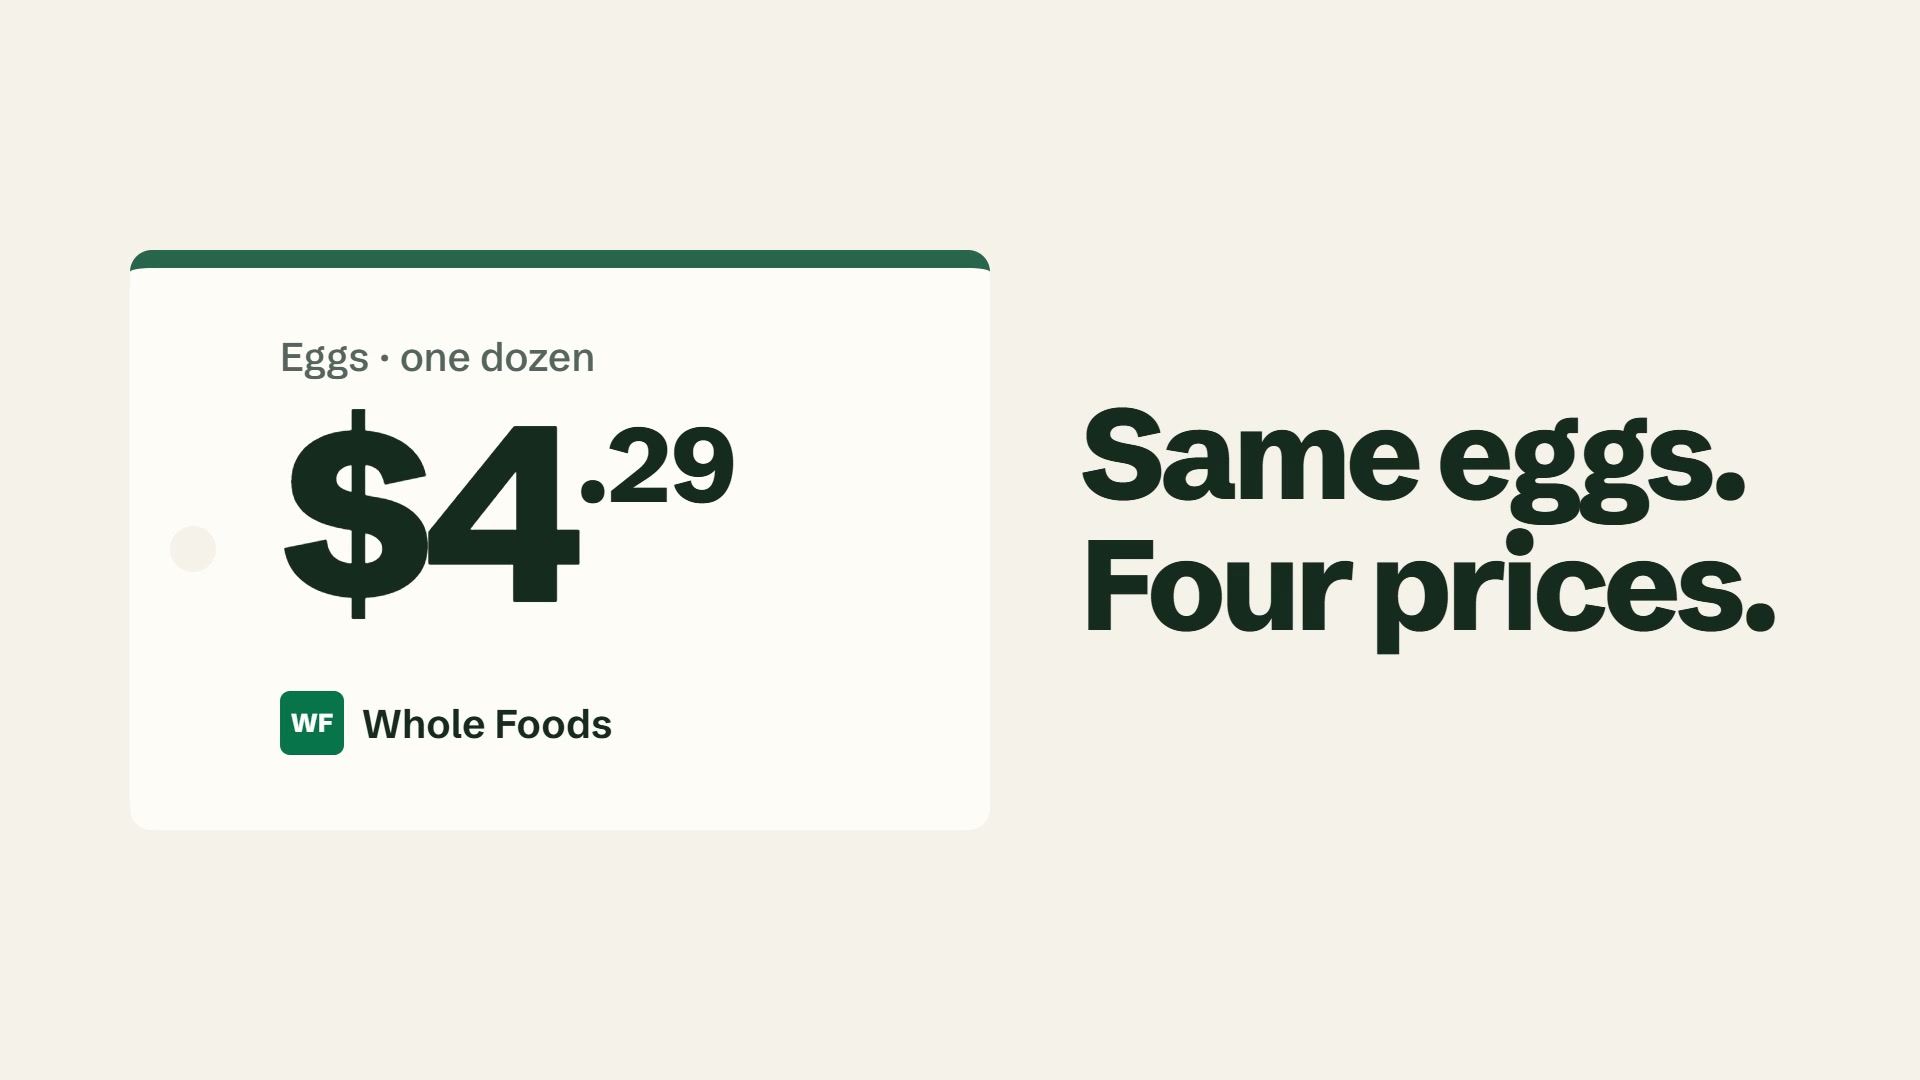 Eggs · one dozen
$4.29
WF Whole Foods
Same eggs.
Four prices.